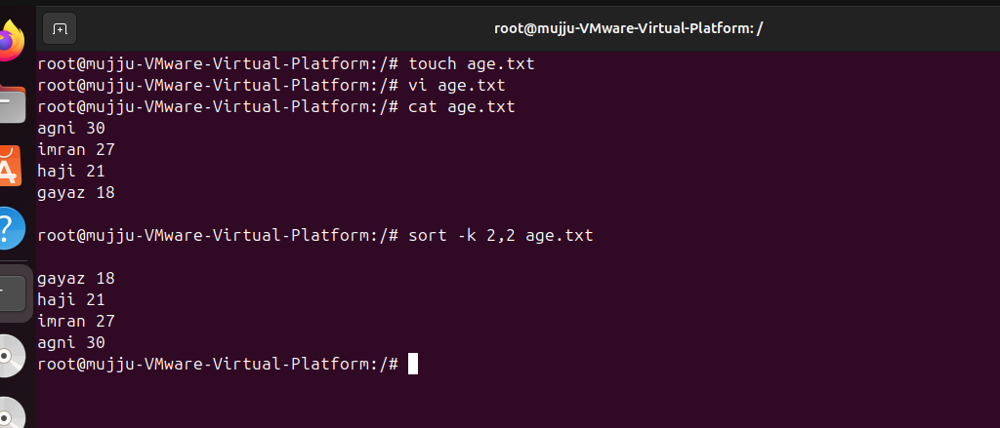 root@mujju-VMware-Virtual-Platform: /
root@mujju-VMware-Virtual-Platform:/# touch age.txt
root@mujju-VMware-Virtual-Platform:/# vi age.txt
root@mujju-VMware-Virtual-Platform:/# cat age.txt
agni 30
imran 27
haji 21
gayaz 18
root@mujju-VMware-Virtual-Platform:/# sort -k 2,2 age.txt
gayaz 18
haji 21
imran 27
agni 30
root@mujju-VMware-Virtual-Platform:/#